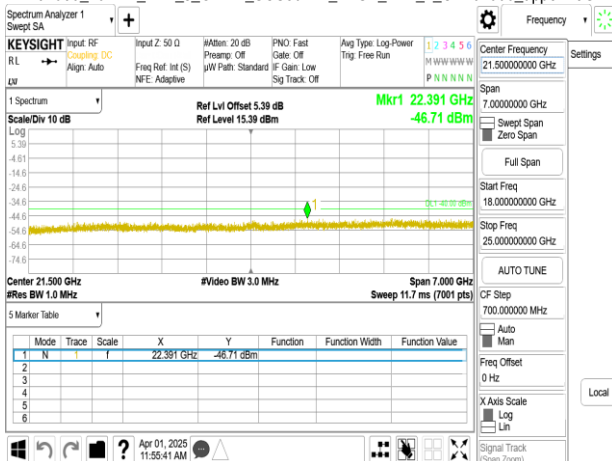 Spectrum Analyzer 1
Swept SA
Frequency
Settings
KEYSIGHT
RL
Input: RF
Coupling: DC
Align: Auto
Input Z: 50 Ω
Freq Ref: Int (S)
NFE: Adaptive
#Atten: 20 dB
Preamp: Off
µW Path: Standard
PNO: Fast
Gate: Off
IF Gain: Low
Sig Track: Off
Avg Type: Log-Power
Trig: Free Run
1 2 3 4 5 6
M W W W W W
P N N N N N
1 Spectrum
Scale/Div 10 dB
Log
Ref Lvl Offset 5.39 dB
Ref Level 15.39 dBm
Mkr1 22.391 GHz
-46.71 dBm
5.39
-4.61
-14.6
-24.6
-34.6
-44.6
-54.6
-64.6
-74.6
1
DL1 -40.00 dBm
Center 21.500 GHz
#Res BW 1.0 MHz
#Video BW 3.0 MHz
Span 7.000 GHz
Sweep 11.7 ms (7001 pts)
5 Marker Table
Mode Trace Scale X Y Function Function Width Function Value
1 N 1 f 22.391 GHz -46.71 dBm
2
3
4
5
6
Apr 01, 2025
11:55:41 AM
Center Frequency
21.500000000 GHz
Span
7.00000000 GHz
Swept Span
Zero Span
Full Span
Start Freq
18.000000000 GHz
Stop Freq
25.000000000 GHz
AUTO TUNE
CF Step
700.000000 MHz
Auto
Man
Freq Offset
0 Hz
X Axis Scale
Log
Lin
Signal Track
(Span Zoom)
Local